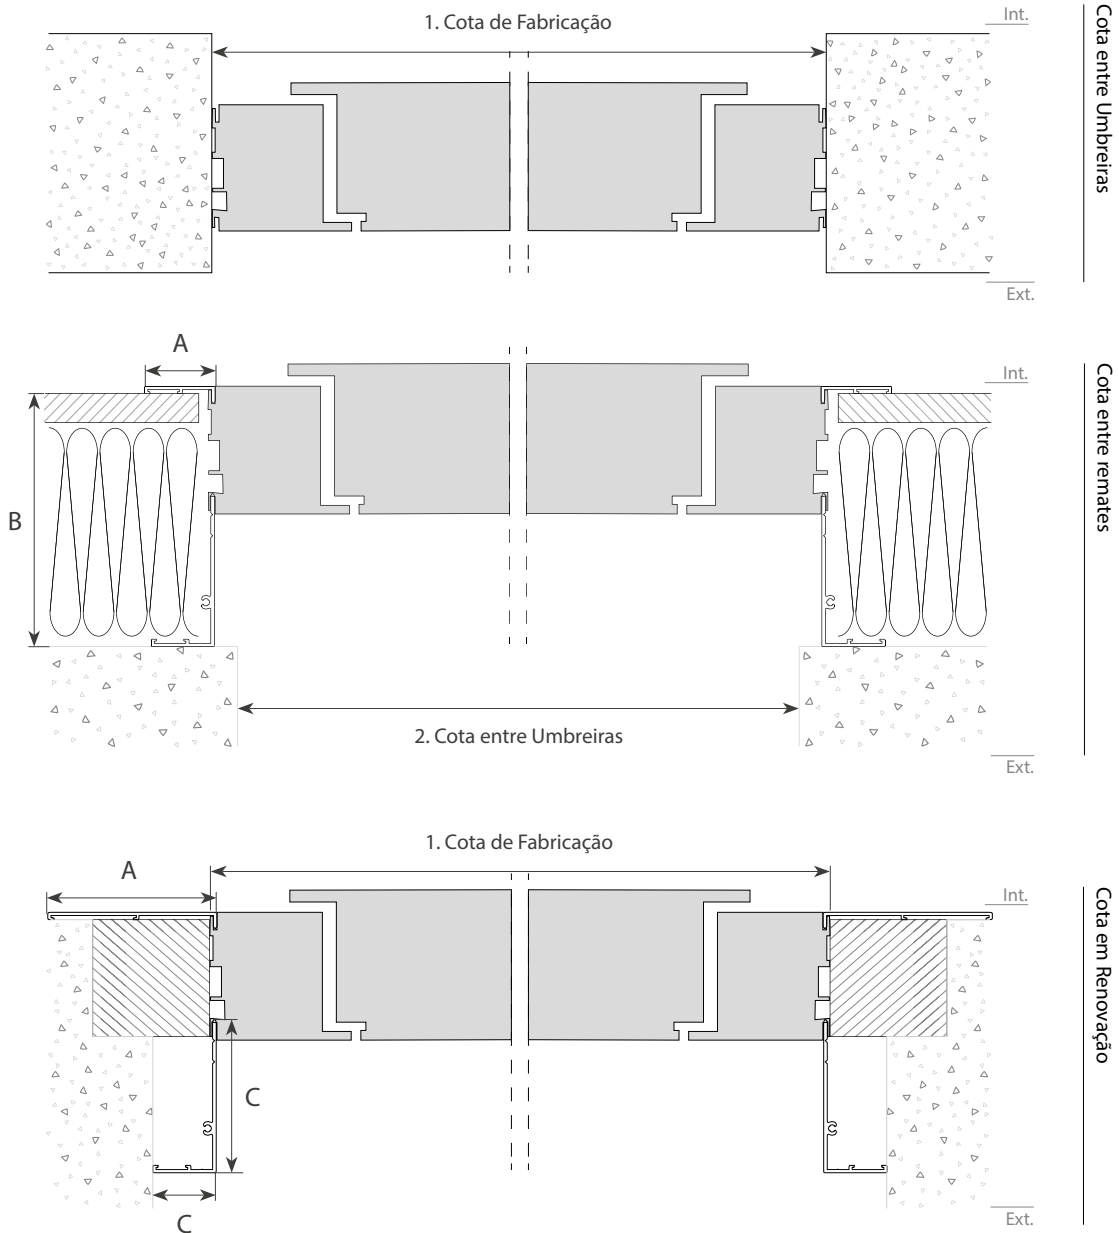 1. Cota de Fabricação
Int.
Cota entre Umbreiras
Ext.
A
Int.
Cota entre remates
B
2. Cota entre Umbreiras
Ext.
1. Cota de Fabricação
A
Int.
Cota em Renovação
C
C
Ext.